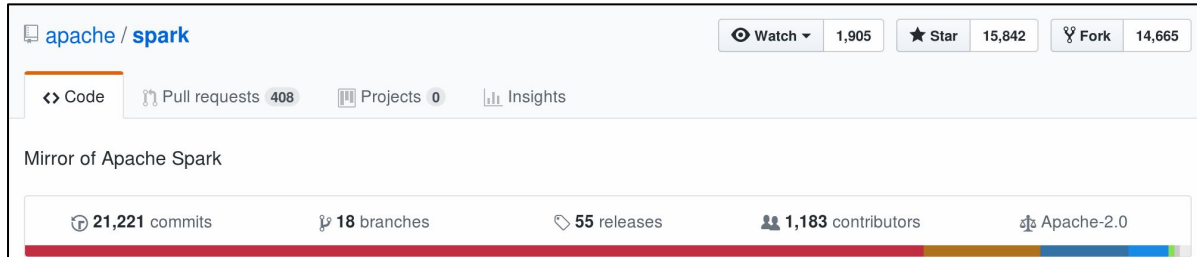 apache / spark
Watch 1,905 Star 15,842 Fork 14,665
Code Pull requests 408 Projects 0 Insights
Mirror of Apache Spark
21,221 commits 18 branches 55 releases 1,183 contributors Apache-2.0